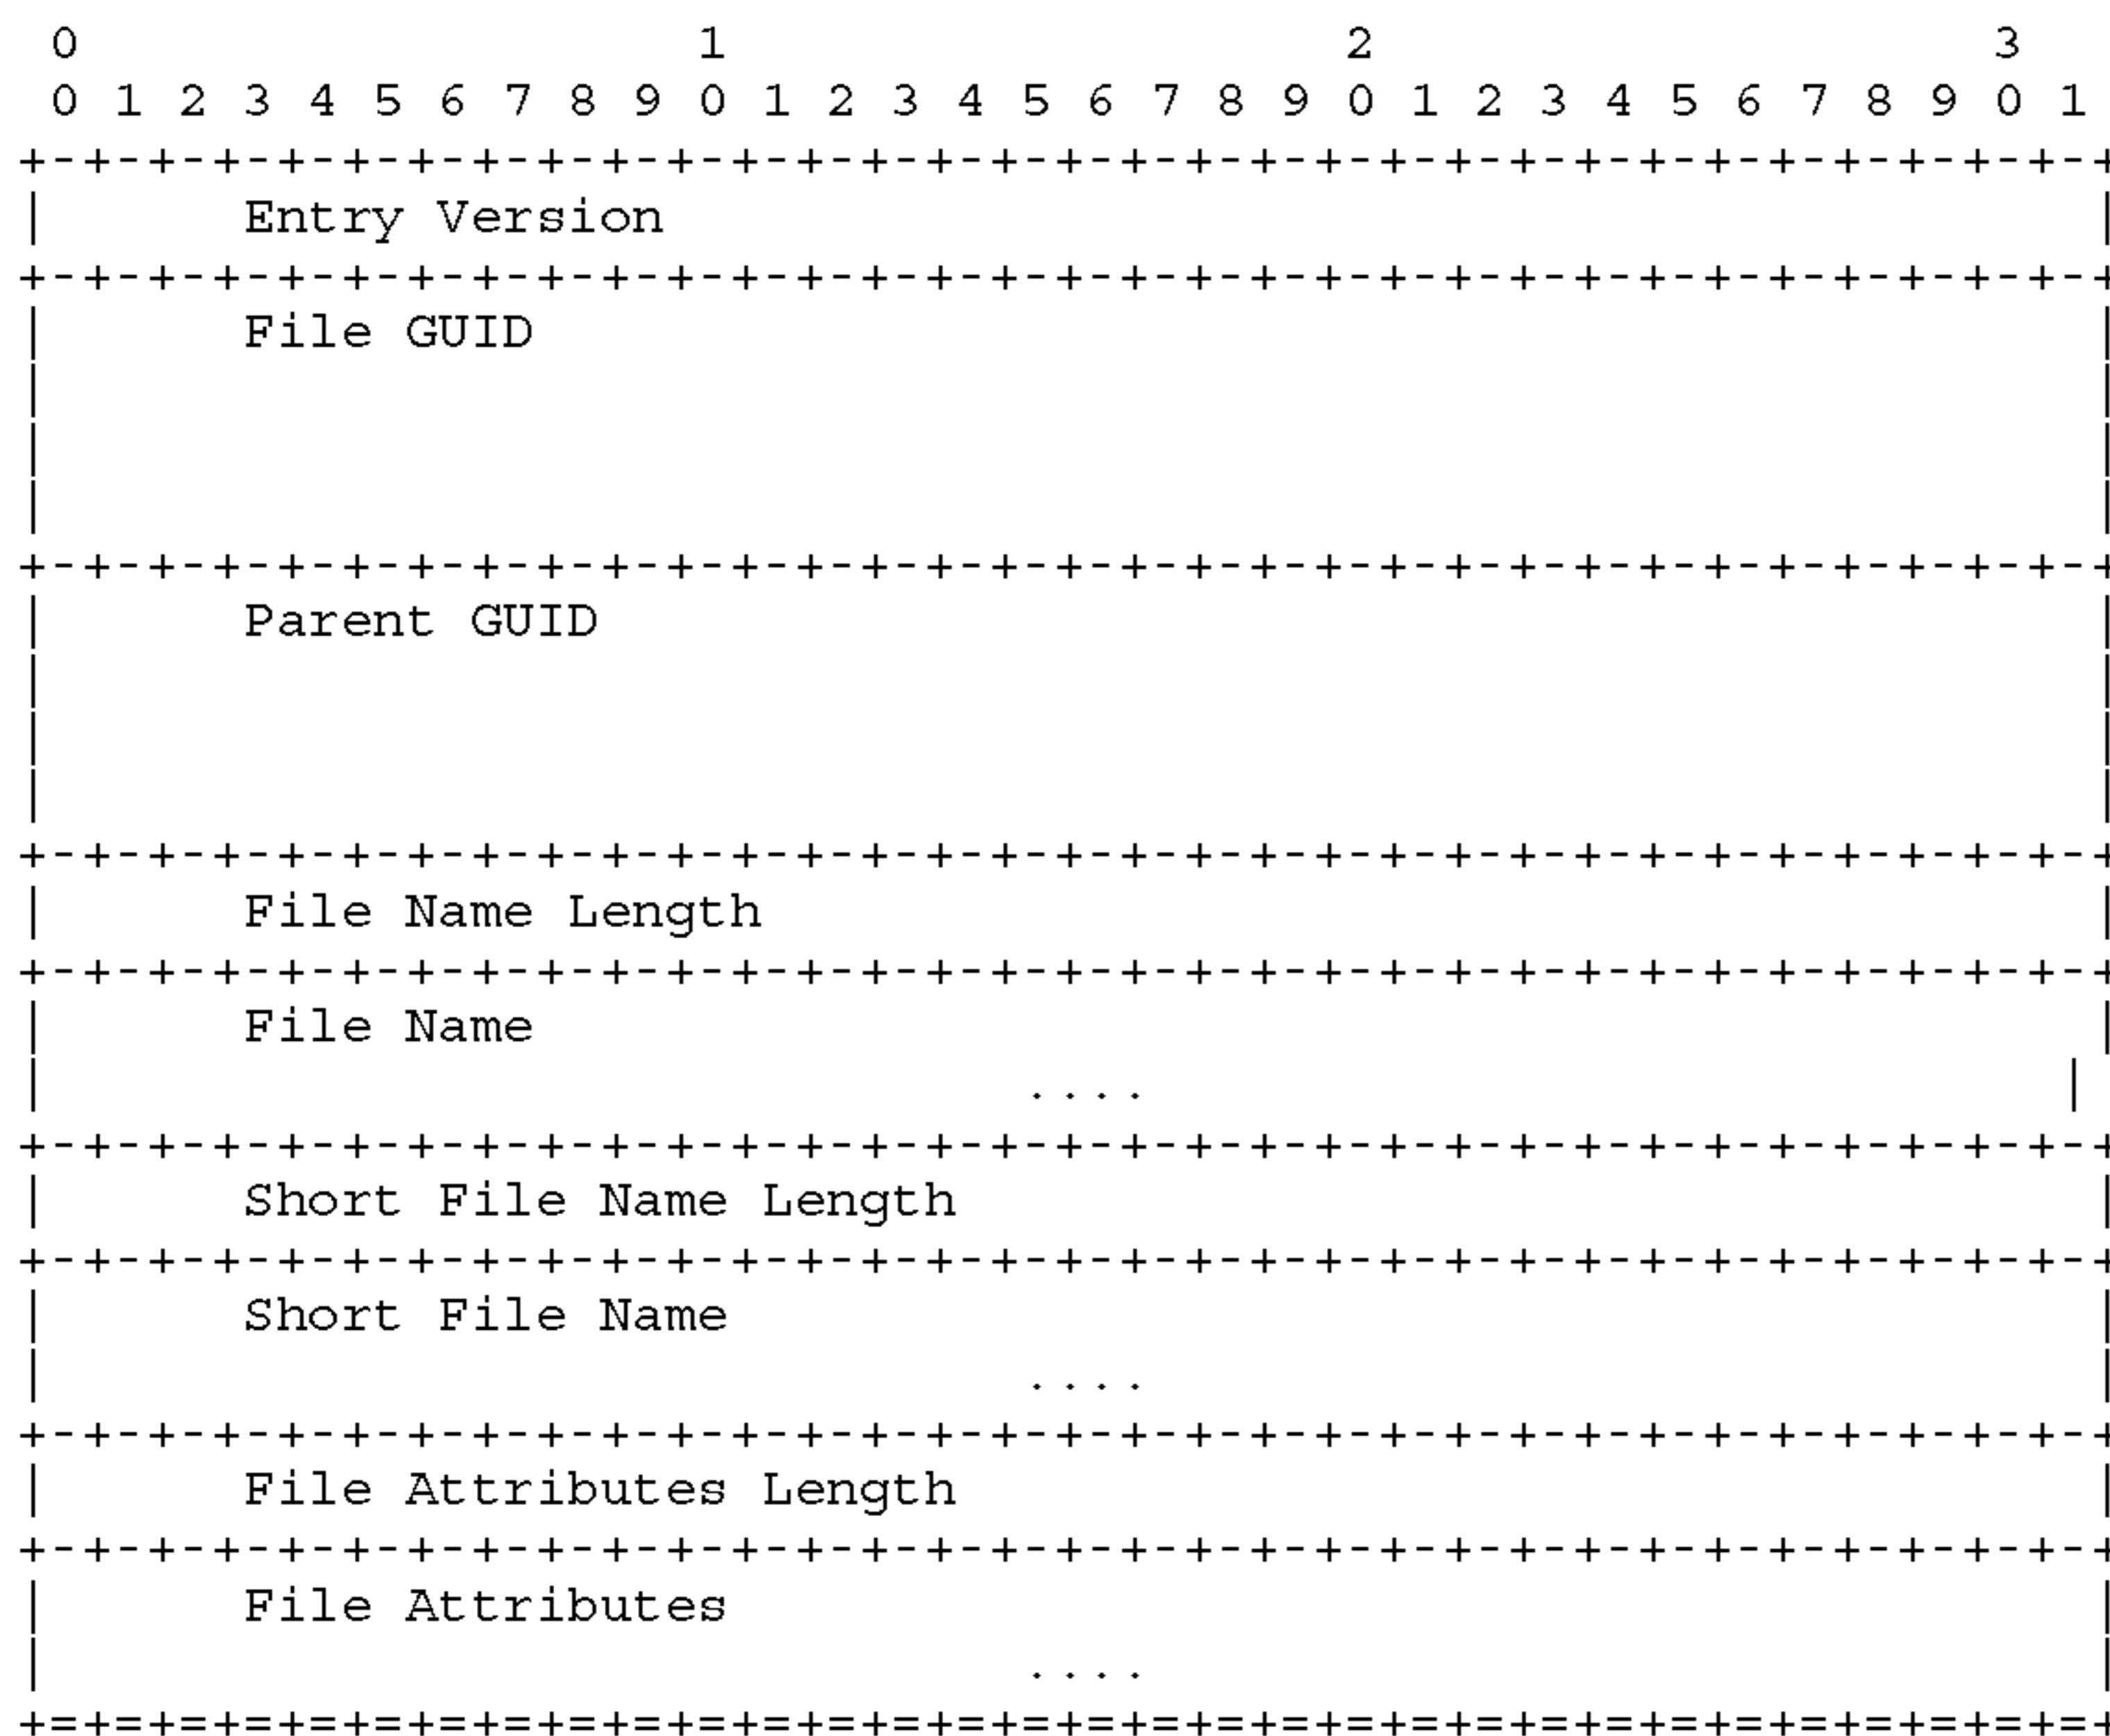 0                   1                   2                   3
 0 1 2 3 4 5 6 7 8 9 0 1 2 3 4 5 6 7 8 9 0 1 2 3 4 5 6 7 8 9 0 1
+-+-+-+-+-+-+-+-+-+-+-+-+-+-+-+-+-+-+-+-+-+-+-+-+-+-+-+-+-+-+-+-+
|      Entry Version                                            |
+-+-+-+-+-+-+-+-+-+-+-+-+-+-+-+-+-+-+-+-+-+-+-+-+-+-+-+-+-+-+-+-+
|      File GUID                                                |
|                                                               |
|                                                               |
|                                                               |
+-+-+-+-+-+-+-+-+-+-+-+-+-+-+-+-+-+-+-+-+-+-+-+-+-+-+-+-+-+-+-+-+
|      Parent GUID                                              |
|                                                               |
|                                                               |
|                                                               |
+-+-+-+-+-+-+-+-+-+-+-+-+-+-+-+-+-+-+-+-+-+-+-+-+-+-+-+-+-+-+-+-+
|      File Name Length                                         |
+-+-+-+-+-+-+-+-+-+-+-+-+-+-+-+-+-+-+-+-+-+-+-+-+-+-+-+-+-+-+-+-+
|      File Name                                                |
|                              ....                            |
+-+-+-+-+-+-+-+-+-+-+-+-+-+-+-+-+-+-+-+-+-+-+-+-+-+-+-+-+-+-+-+-+
|      Short File Name Length                                   |
+-+-+-+-+-+-+-+-+-+-+-+-+-+-+-+-+-+-+-+-+-+-+-+-+-+-+-+-+-+-+-+-+
|      Short File Name                                          |
|                              ....                             |
+-+-+-+-+-+-+-+-+-+-+-+-+-+-+-+-+-+-+-+-+-+-+-+-+-+-+-+-+-+-+-+-+
|      File Attributes Length                                   |
+-+-+-+-+-+-+-+-+-+-+-+-+-+-+-+-+-+-+-+-+-+-+-+-+-+-+-+-+-+-+-+-+
|      File Attributes                                          |
|                              ....                             |
+=+=+=+=+=+=+=+=+=+=+=+=+=+=+=+=+=+=+=+=+=+=+=+=+=+=+=+=+=+=+=+=+